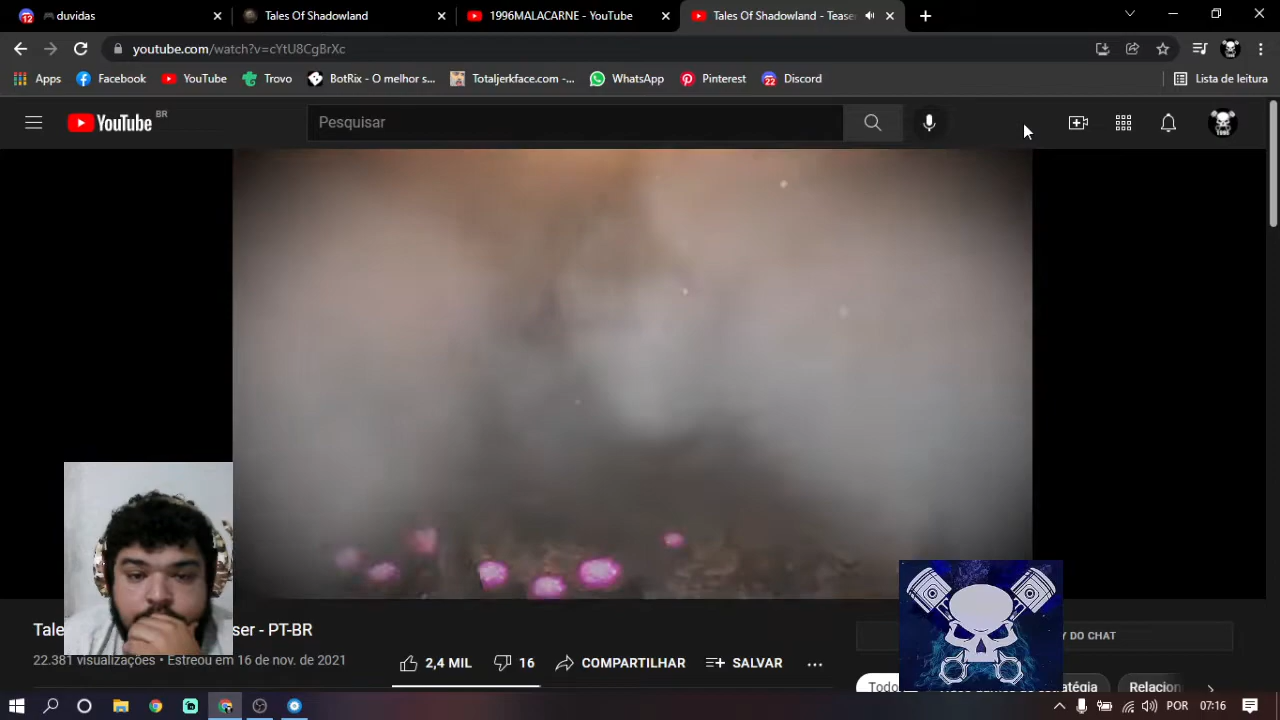 duvidas
Tales Of Shadowland
1996MALACARNE - YouTube
Tales Of Shadowland - Teaser
youtube.com/watch?v=cYtU8CgBrXc
Apps
Facebook
YouTube
Trovo
BotRix - O melhor s...
Totaljerkface.com -...
WhatsApp
Pinterest
22
Discord
Lista de leitura
YouTube BR
Pesquisar
Tale
ser - PT-BR
Y DO CHAT
22.381 visualizações • Estreou em 16 de nov. de 2021
2,4 MIL
16
COMPARTILHAR
SALVAR
...
Todo
Relacion
POR
07:16